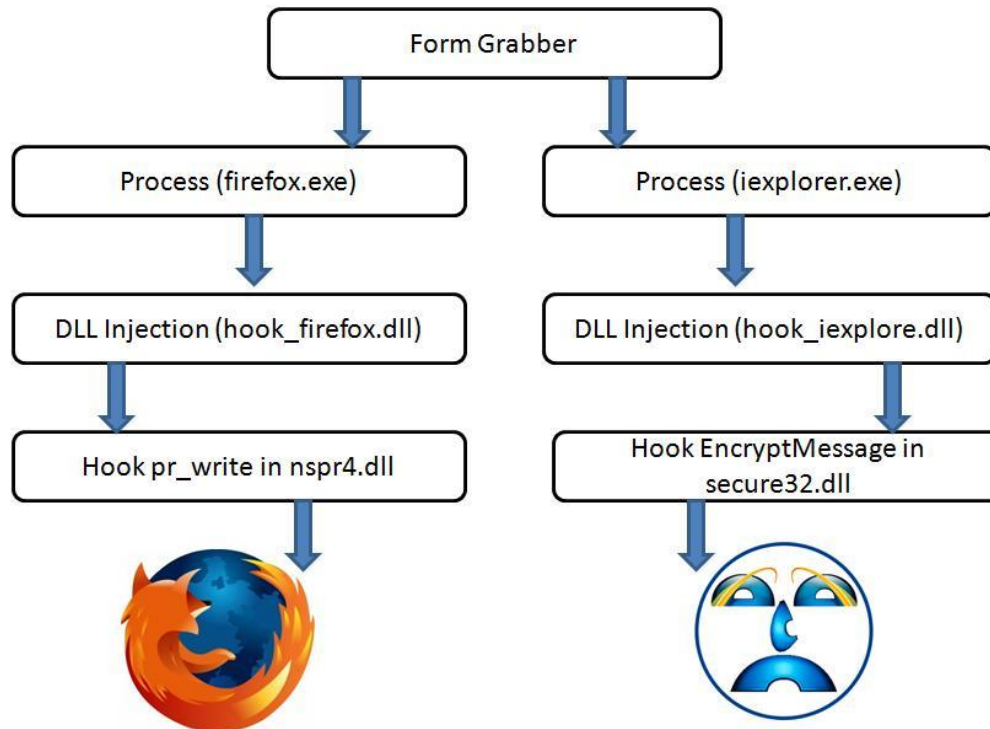 Form Grabber
Process (firefox.exe)
Process (iexplorer.exe)
DLL Injection (hook_firefox.dll)
DLL Injection (hook_iexplore.dll)
Hook pr_write in nspr4.dll
Hook EncryptMessage in
secure32.dll